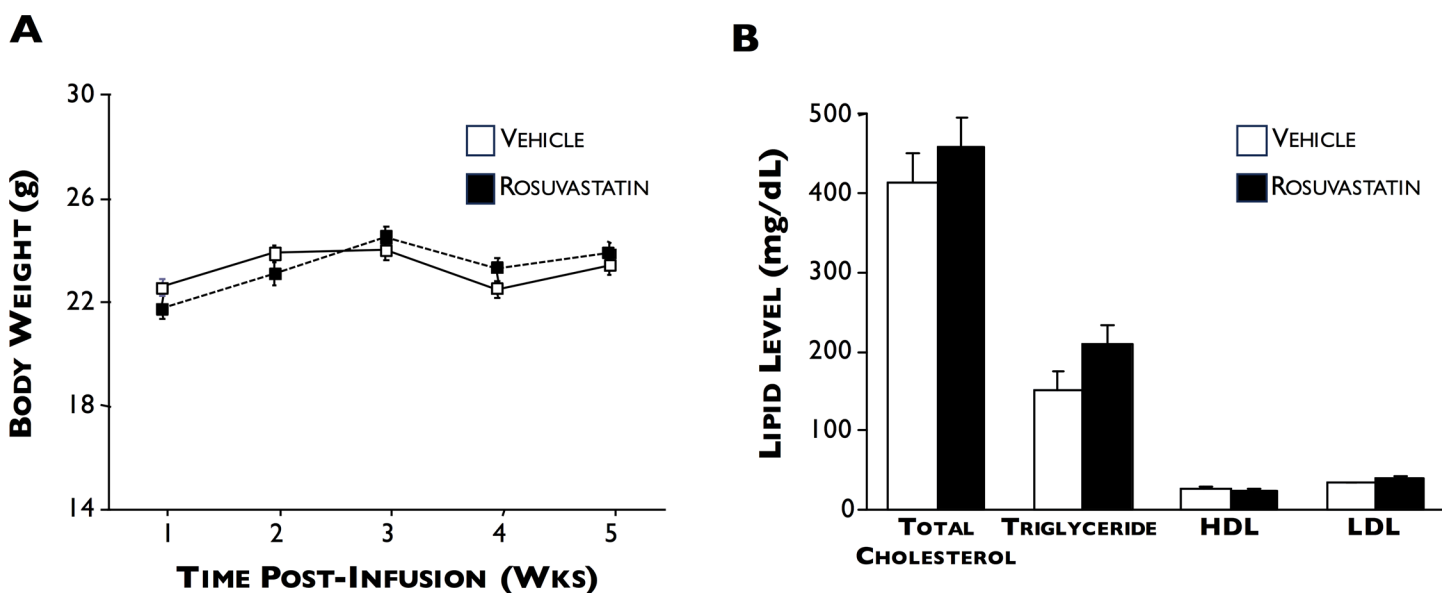 A
30
26
22
18
14
BODY WEIGHT (g)
VEHICLE
ROSUVASTATIN
1 2 3 4 5
TIME POST-INFUSION (WKS)
B
500
400
300
200
100
0
LIPID LEVEL (mg/dL)
VEHICLE
ROSUVASTATIN
TOTAL CHOLESTEROL
TRIGLYCERIDE
HDL
LDL